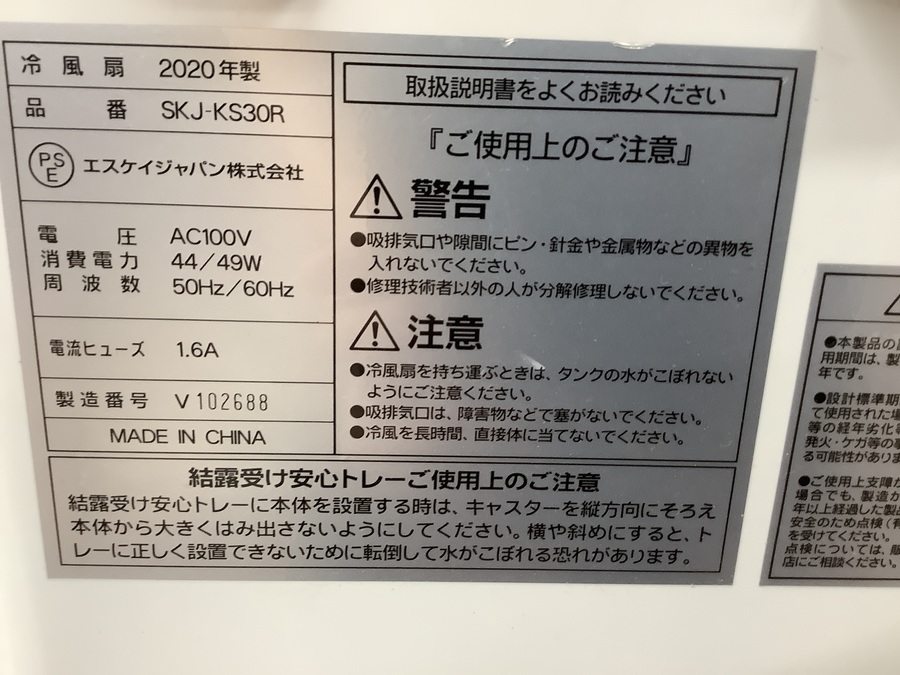 冷風扇 2020年製
品番 SKJ-KS30R
PSE エスケイジャパン株式会社
電圧 AC100V
消費電力 44/49W
周波数 50Hz/60Hz
電流ヒューズ 1.6A
製造番号 V102688
MADE IN CHINA
取扱説明書をよくお読みください
『ご使用上のご注意』
警告
●吸排気口や隙間にピン・針金や金属物などの異物を
入れないでください。
●修理技術者以外の人が分解修理しないでください。
注意
●冷風扇を持ち運ぶときは、タンクの水がこぼれない
ようにご注意ください。
●吸排気口は、障害物などで塞がないでください。
●冷風を長時間、直接体に当てないでください。
結露受け安心トレーご使用上のご注意
結露受け安心トレーに本体を設置する時は、キャスターを縦方向にそろえ
本体から大きくはみ出さないようにしてください。横や斜めにすると、ト
レーに正しく設置できないために転倒して水がこぼれる恐れがあります。
●本製品の
用期間は、製
年です。
●設計標準期
て使用された場
等の経年劣化
発火・ケガ等の
る可能性があり
●ご使用上支障が
場合でも、製造か
年以上経過した製品
安全のため点検(有
を受けてください。
点検については、販
店にご相談ください。